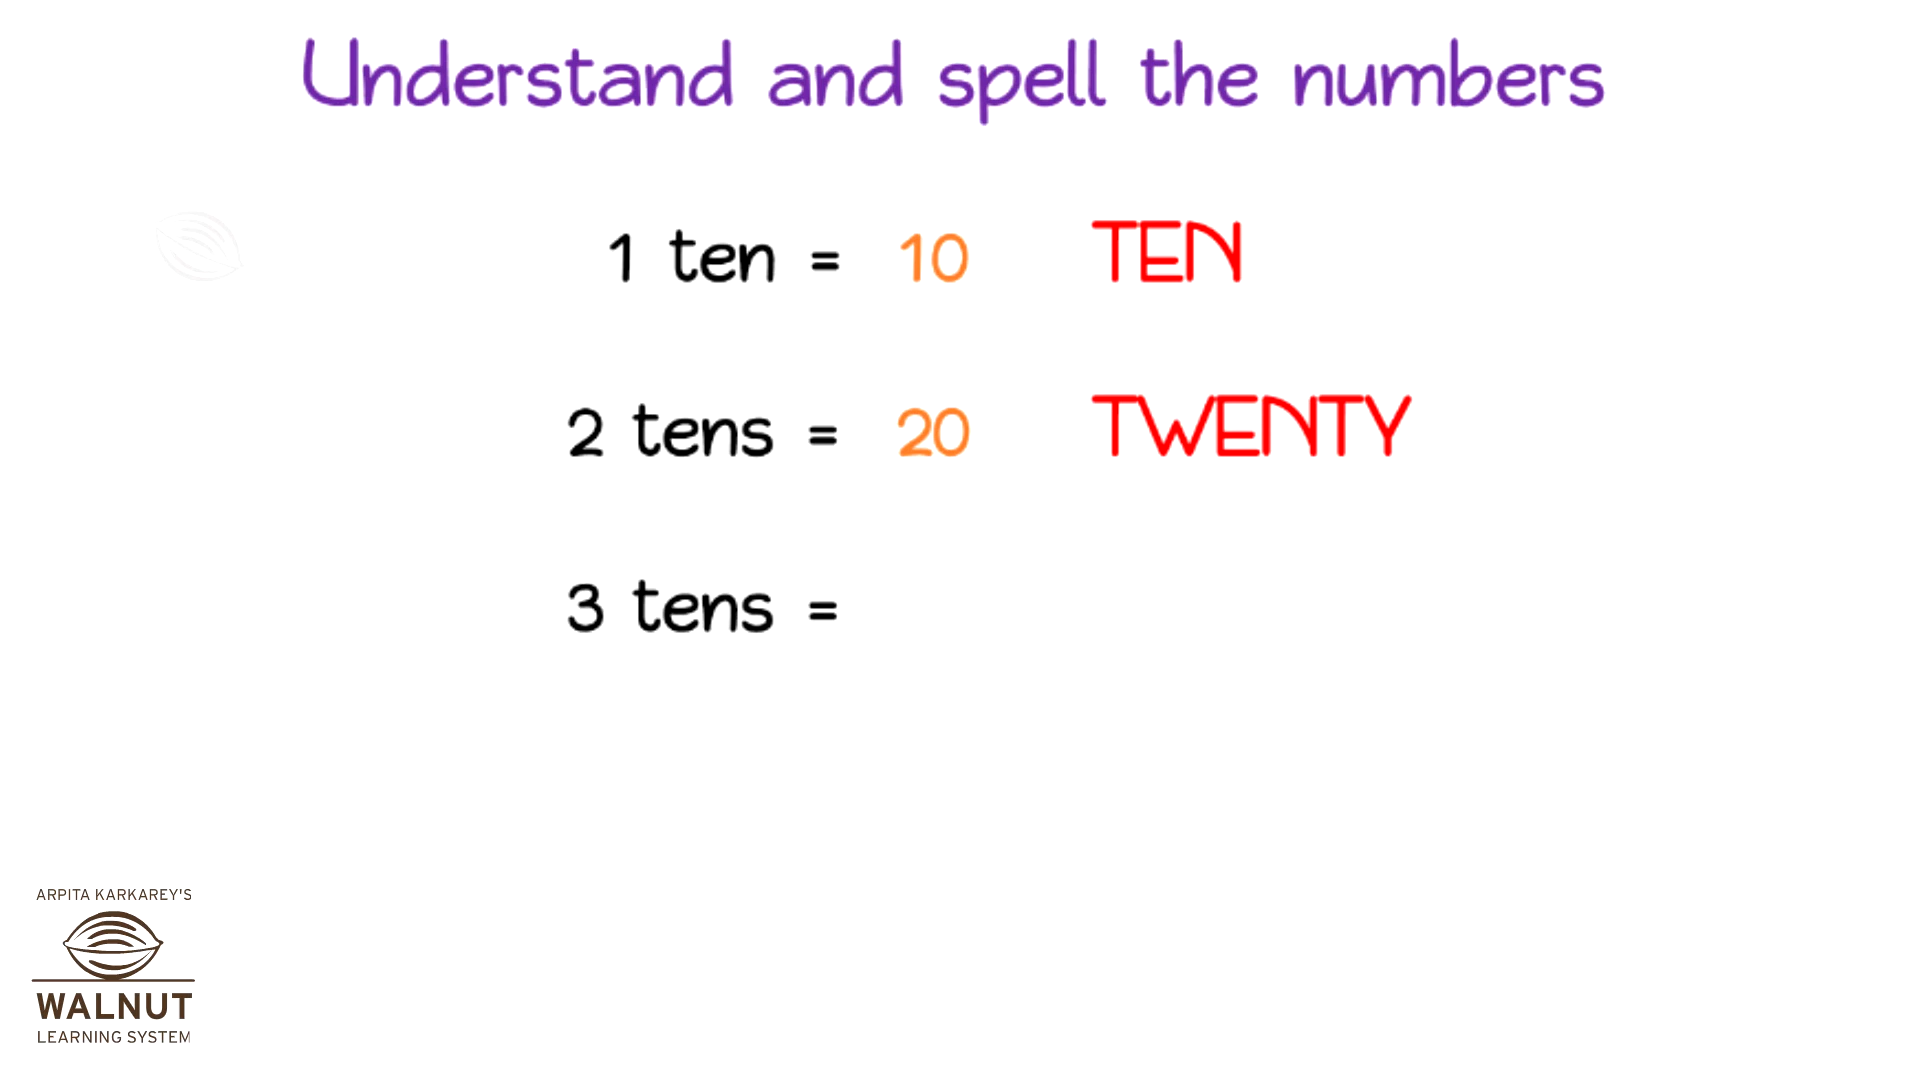 Understand and spell the numbers
1 ten = 10 TEN
2 tens = 20 TWENTY
3 tens =
ARPITA KARKAREY'S
WALNUT
LEARNING SYSTEM